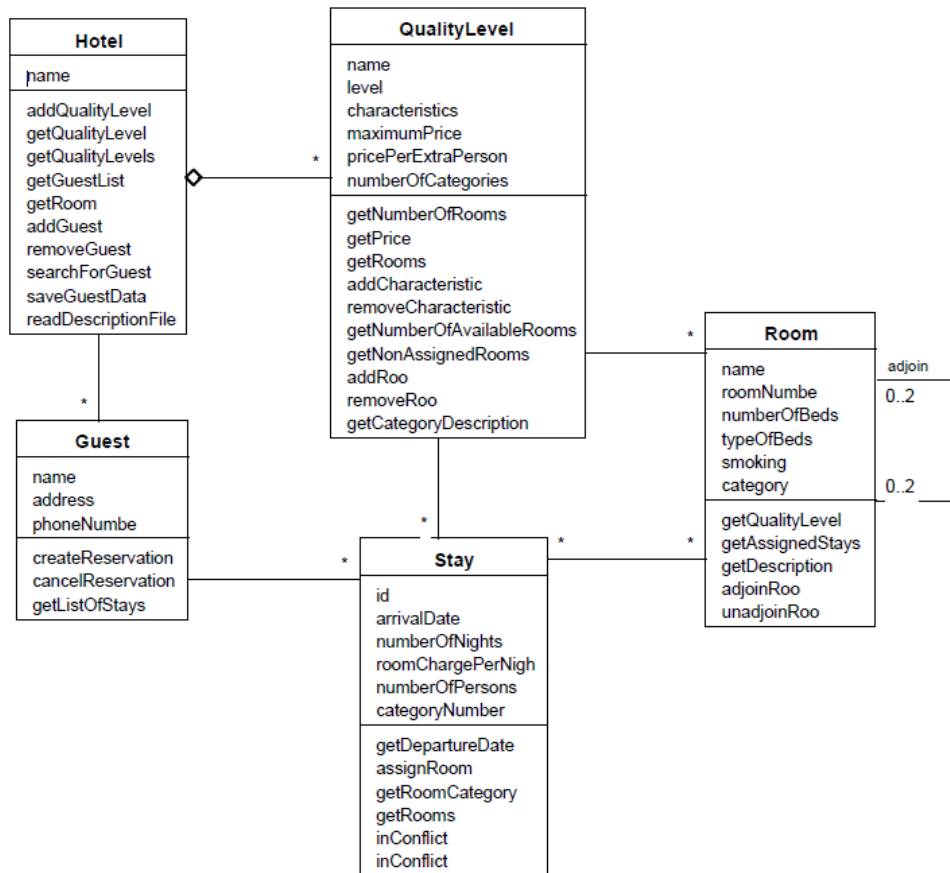 Hotel
name
addQualityLevel
getQualityLevel
getQualityLevels
getGuestList
getRoom
addGuest
removeGuest
searchForGuest
saveGuestData
readDescriptionFile
*
QualityLevel
name
level
characteristics
maximumPrice
pricePerExtraPerson
numberOfCategories
getNumberOfRooms
getPrice
getRooms
addCharacteristic
removeCharacteristic
getNumberOfAvailableRooms
getNonAssignedRooms
addRoo
removeRoo
getCategoryDescription
*
Room
name
roomNumbe
numberOfBeds
typeOfBeds
smoking
category
getQualityLevel
getAssignedStays
getDescription
adjoinRoo
unadjoinRoo
adjoin
0..2
0..2
*
Guest
name
address
phoneNumbe
createReservation
cancelReservation
getListOfStays
*
*
*
*
Stay
id
arrivalDate
numberOfNights
roomChargePerNigh
numberOfPersons
categoryNumber
getDepartureDate
assignRoom
getRoomCategory
getRooms
inConflict
inConflict